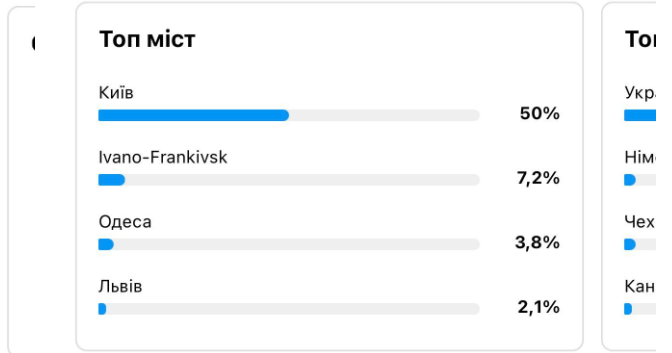 Топ міст
Київ
50%
Ivano-Frankivsk
7,2%
Одеса
3,8%
Львів
2,1%